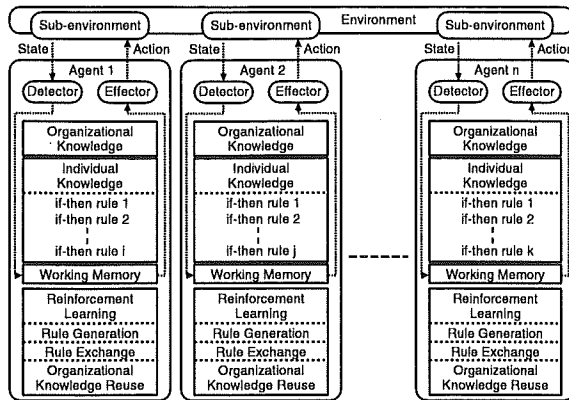 Environment
Sub-environment
Sub-environment
Sub-environment
State
Action
State
Action
State
Action
Agent 1
Detector
Effector
Organizational
Knowledge
Individual
Knowledge
if-then rule 1
if-then rule 2
if-then rule i
Working Memory
Reinforcement
Learning
Rule Generation
Rule Exchange
Organizational
Knowledge Reuse
Agent 2
Detector
Effector
Organizational
Knowledge
Individual
Knowledge
if-then rule 1
if-then rule 2
if-then rule j
Working Memory
Reinforcement
Learning
Rule Generation
Rule Exchange
Organizational
Knowledge Reuse
Agent n
Detector
Effector
Organizational
Knowledge
Individual
Knowledge
if-then rule 1
if-then rule 2
if-then rule k
Working Memory
Reinforcement
Learning
Rule Generation
Rule Exchange
Organizational
Knowledge Reuse